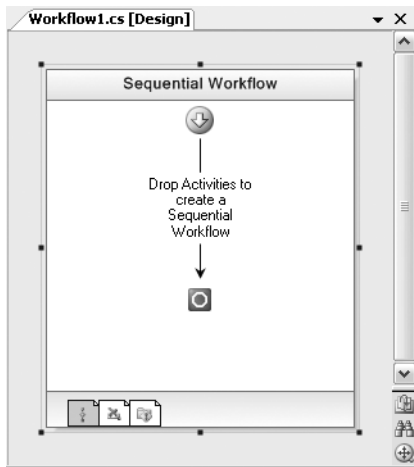 Workflow1.cs [Design]
Sequential Workflow
Drop Activities to
create a
Sequential
Workflow